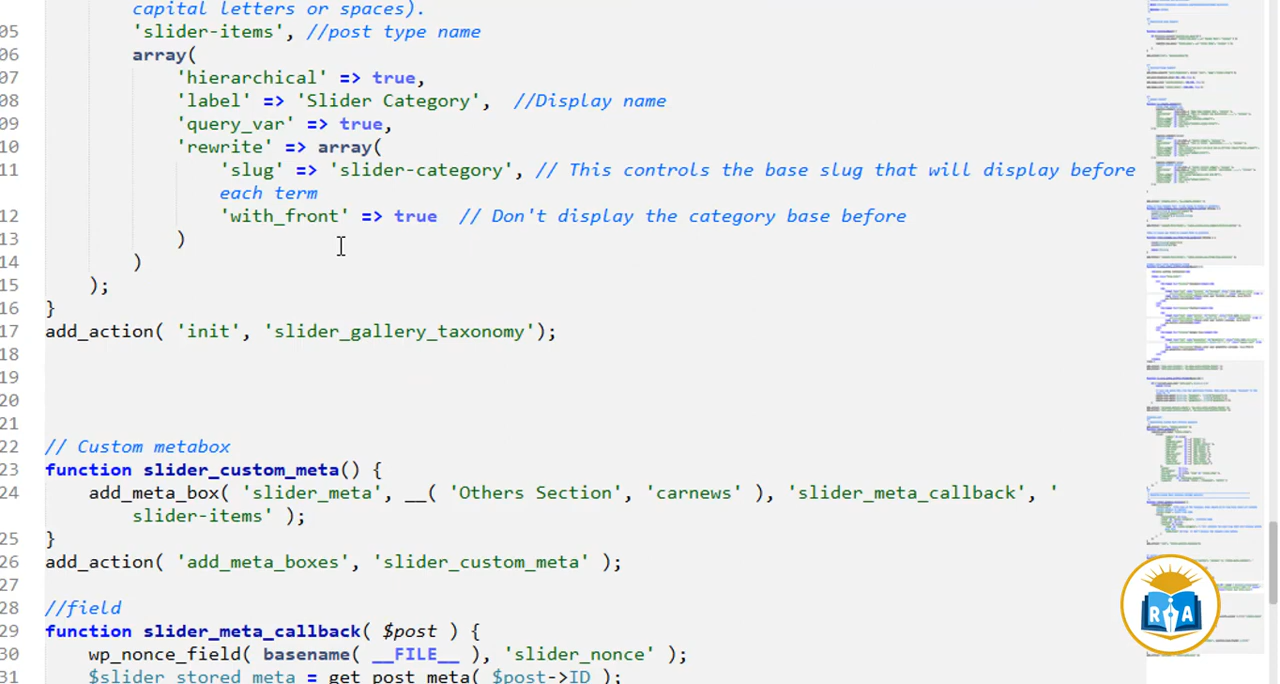 capital letters or spaces).
05 'slider-items', //post type name
06 array(
07 'hierarchical' => true,
08 'label' => 'Slider Category', //Display name
09 'query_var' => true,
10 'rewrite' => array(
11 'slug' => 'slider-category', // This controls the base slug that will display before
each term
12 'with_front' => true // Don't display the category base before
13 )
14 )
15 );
16 }
17 add_action( 'init', 'slider_gallery_taxonomy');
18
19
20
21
22 // Custom metabox
23 function slider_custom_meta() {
24 add_meta_box( 'slider_meta', __( 'Others Section', 'carnews' ), 'slider_meta_callback', '
slider-items' );
25 }
26 add_action( 'add_meta_boxes', 'slider_custom_meta' );
27
28 //field
29 function slider_meta_callback( $post ) {
30 wp_nonce_field( basename( __FILE__ ), 'slider_nonce' );
31 $slider_stored_meta = get_post_meta( $post->ID );
R A